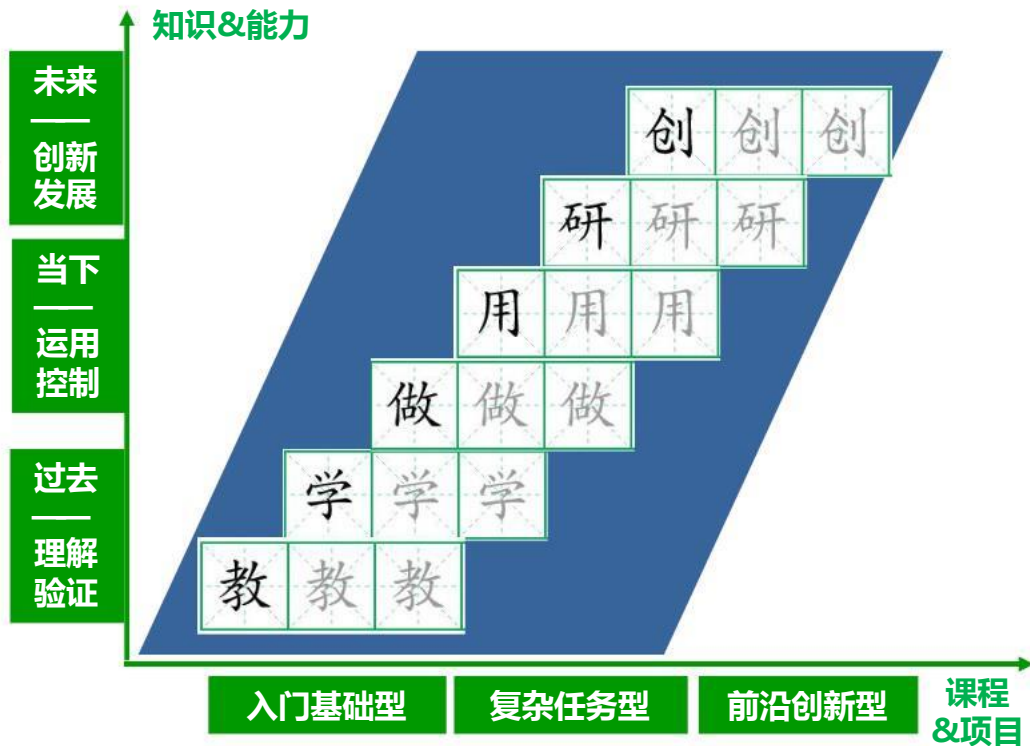 知识&能力
未来
——
创新
发展
创 创 创
研 研 研
当下
——
运用
控制
用 用 用
做 做 做
过去
——
理解
验证
学 学 学
教 教 教
入门基础型
复杂任务型
前沿创新型
课程
&项目